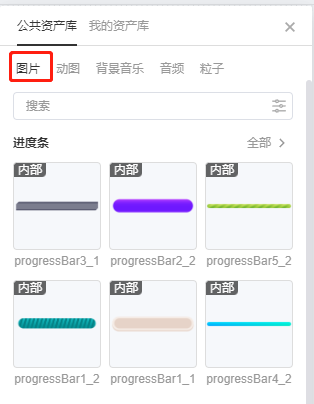 公共资产库 我的资产库
图片 动图 背景音乐 音频 粒子
搜索
进度条 全部
内部 内部 内部
progressBar3_1 progressBar2_2 progressBar5_2
内部 内部 内部
progressBar1_2 progressBar1_1 progressBar4_2